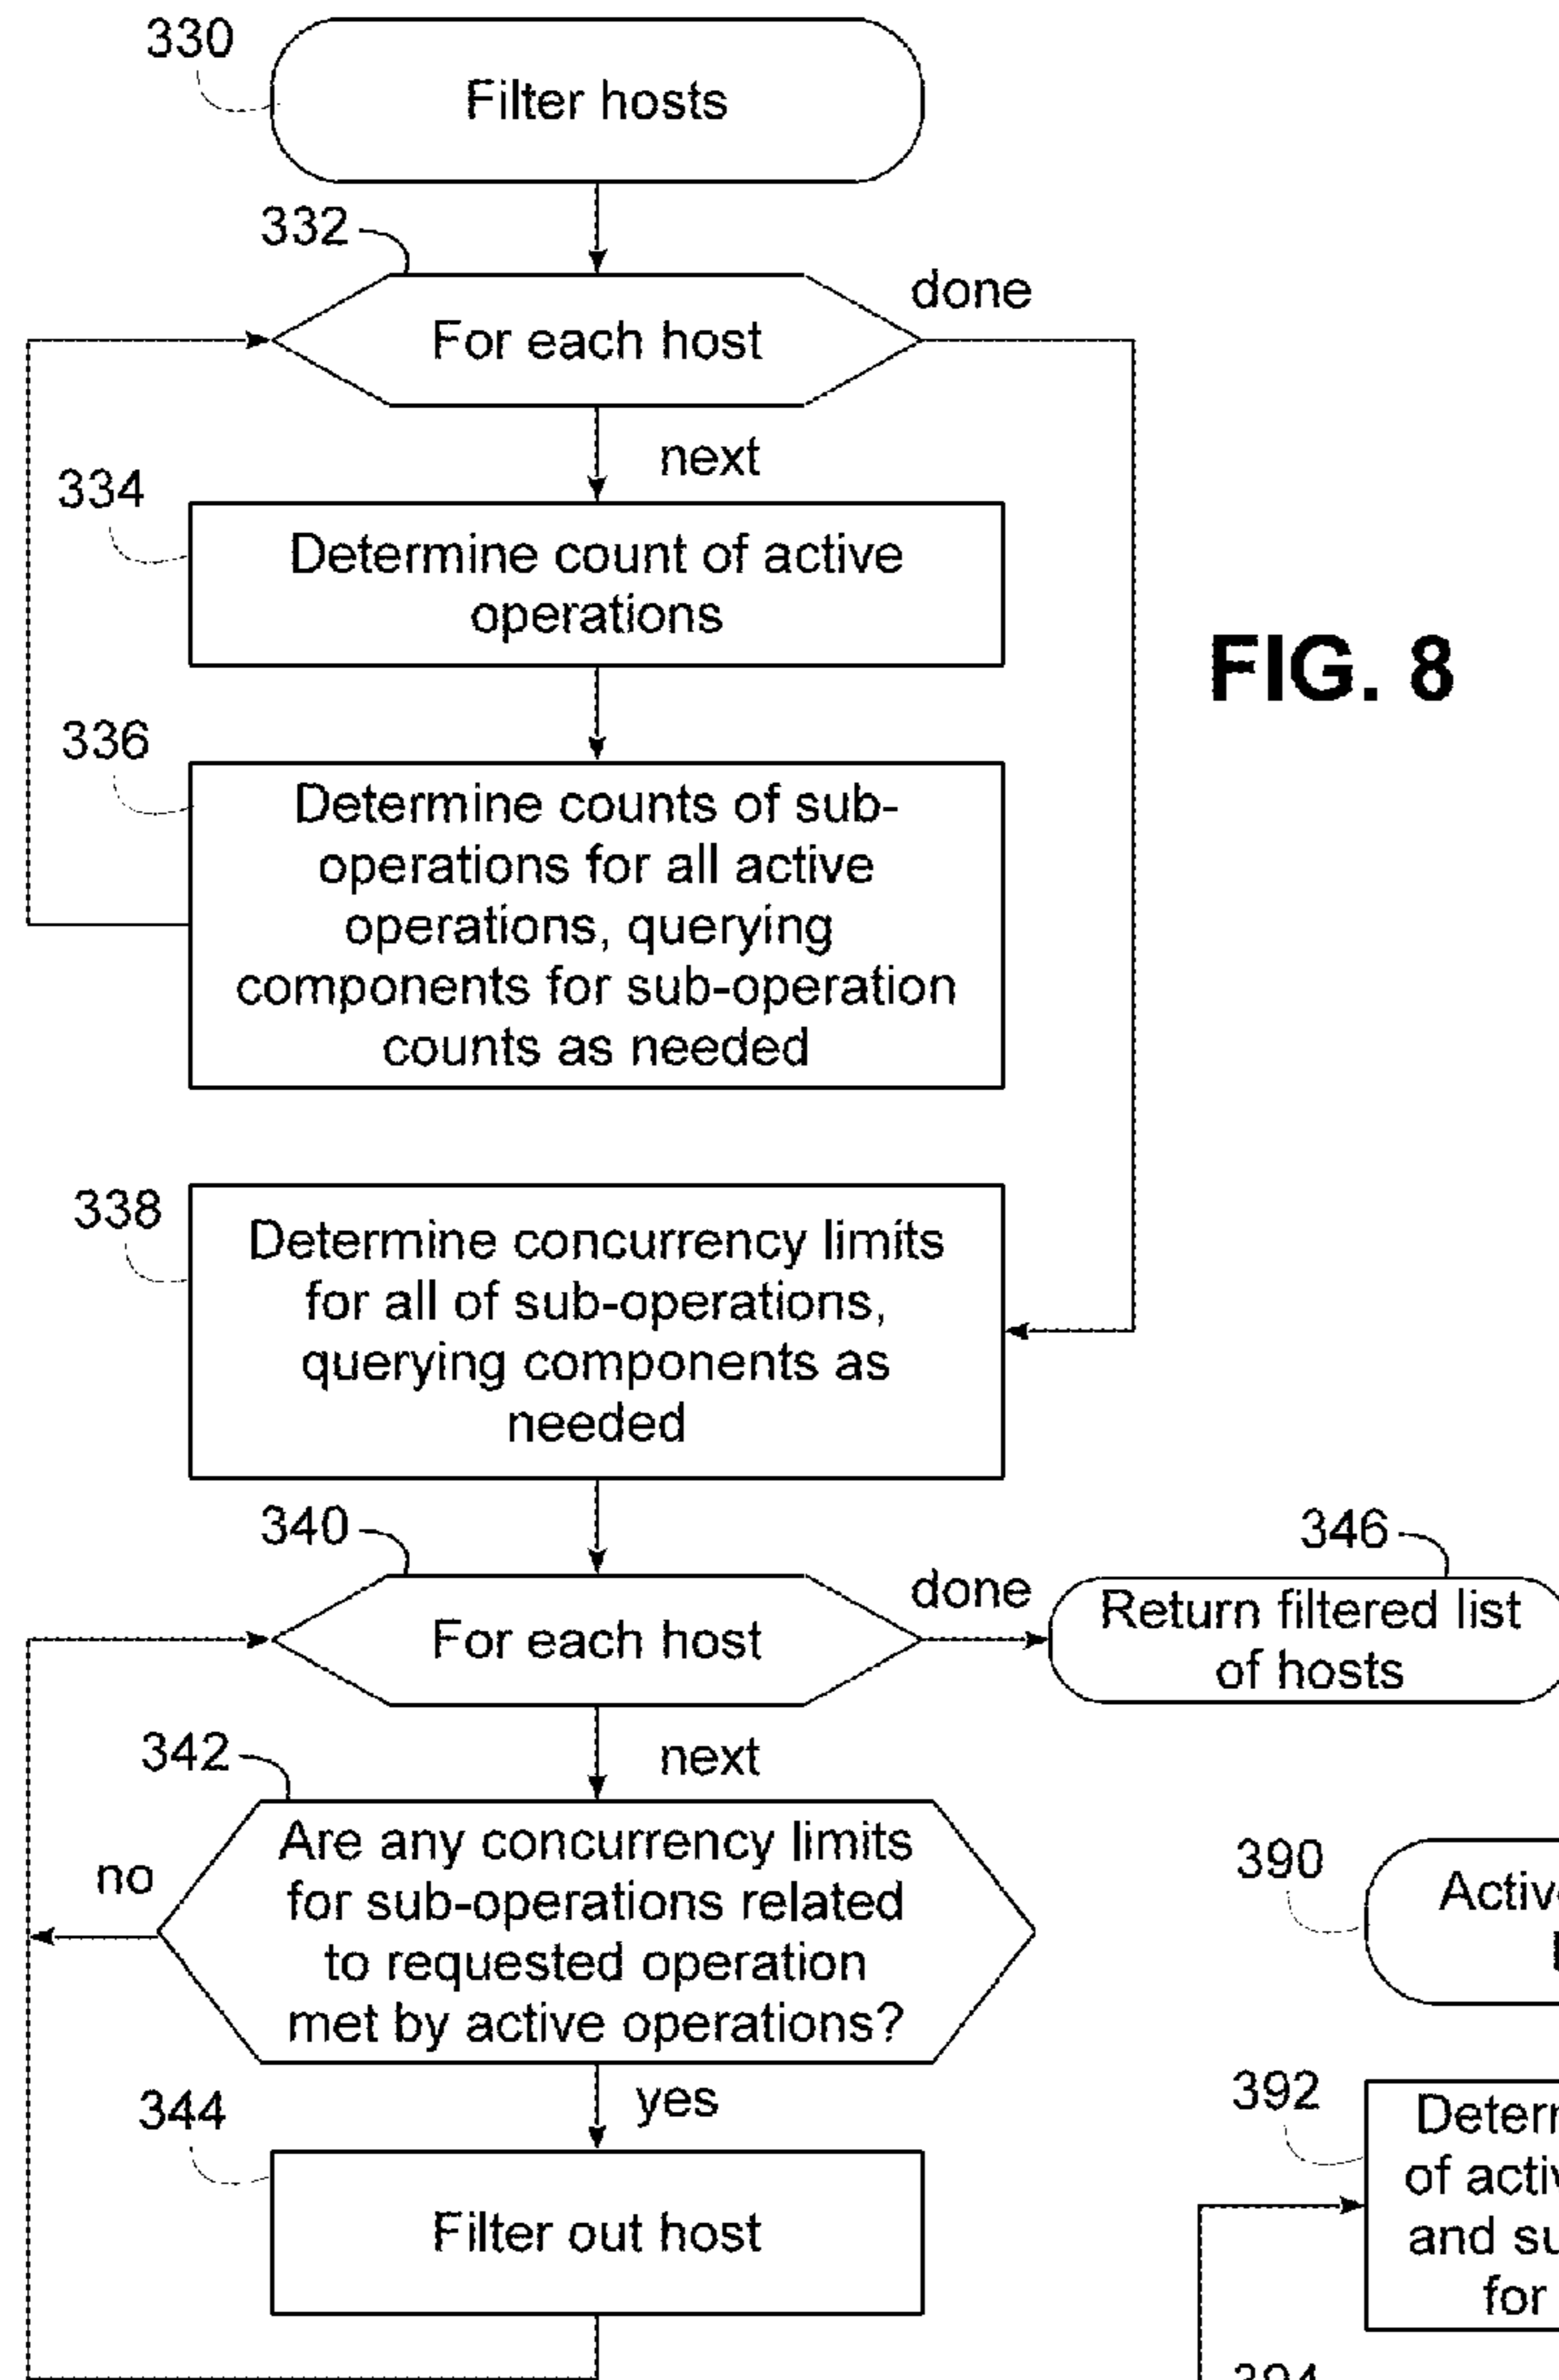 330
Filter hosts
332
done
For each host
next
334
Determine count of active
operations
FIG. 8
336
Determine counts of sub-
operations for all active
operations, querying
components for sub-operation
counts as needed
338
Determine concurrency limits
for all of sub-operations,
querying components as
needed
340
346
done
For each host
Return filtered list
of hosts
342
next
Are any concurrency limits
for sub-operations related
to requested operation
met by active operations?
no
390
yes
344
Filter out host
392
of
and
for
394